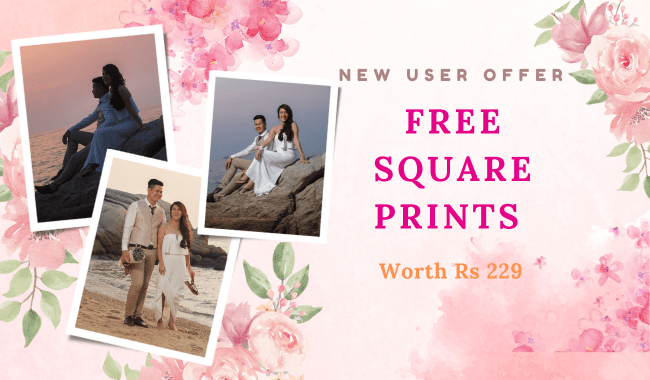 NEW USER OFFER
FREE
SQUARE
PRINTS
Worth Rs 229